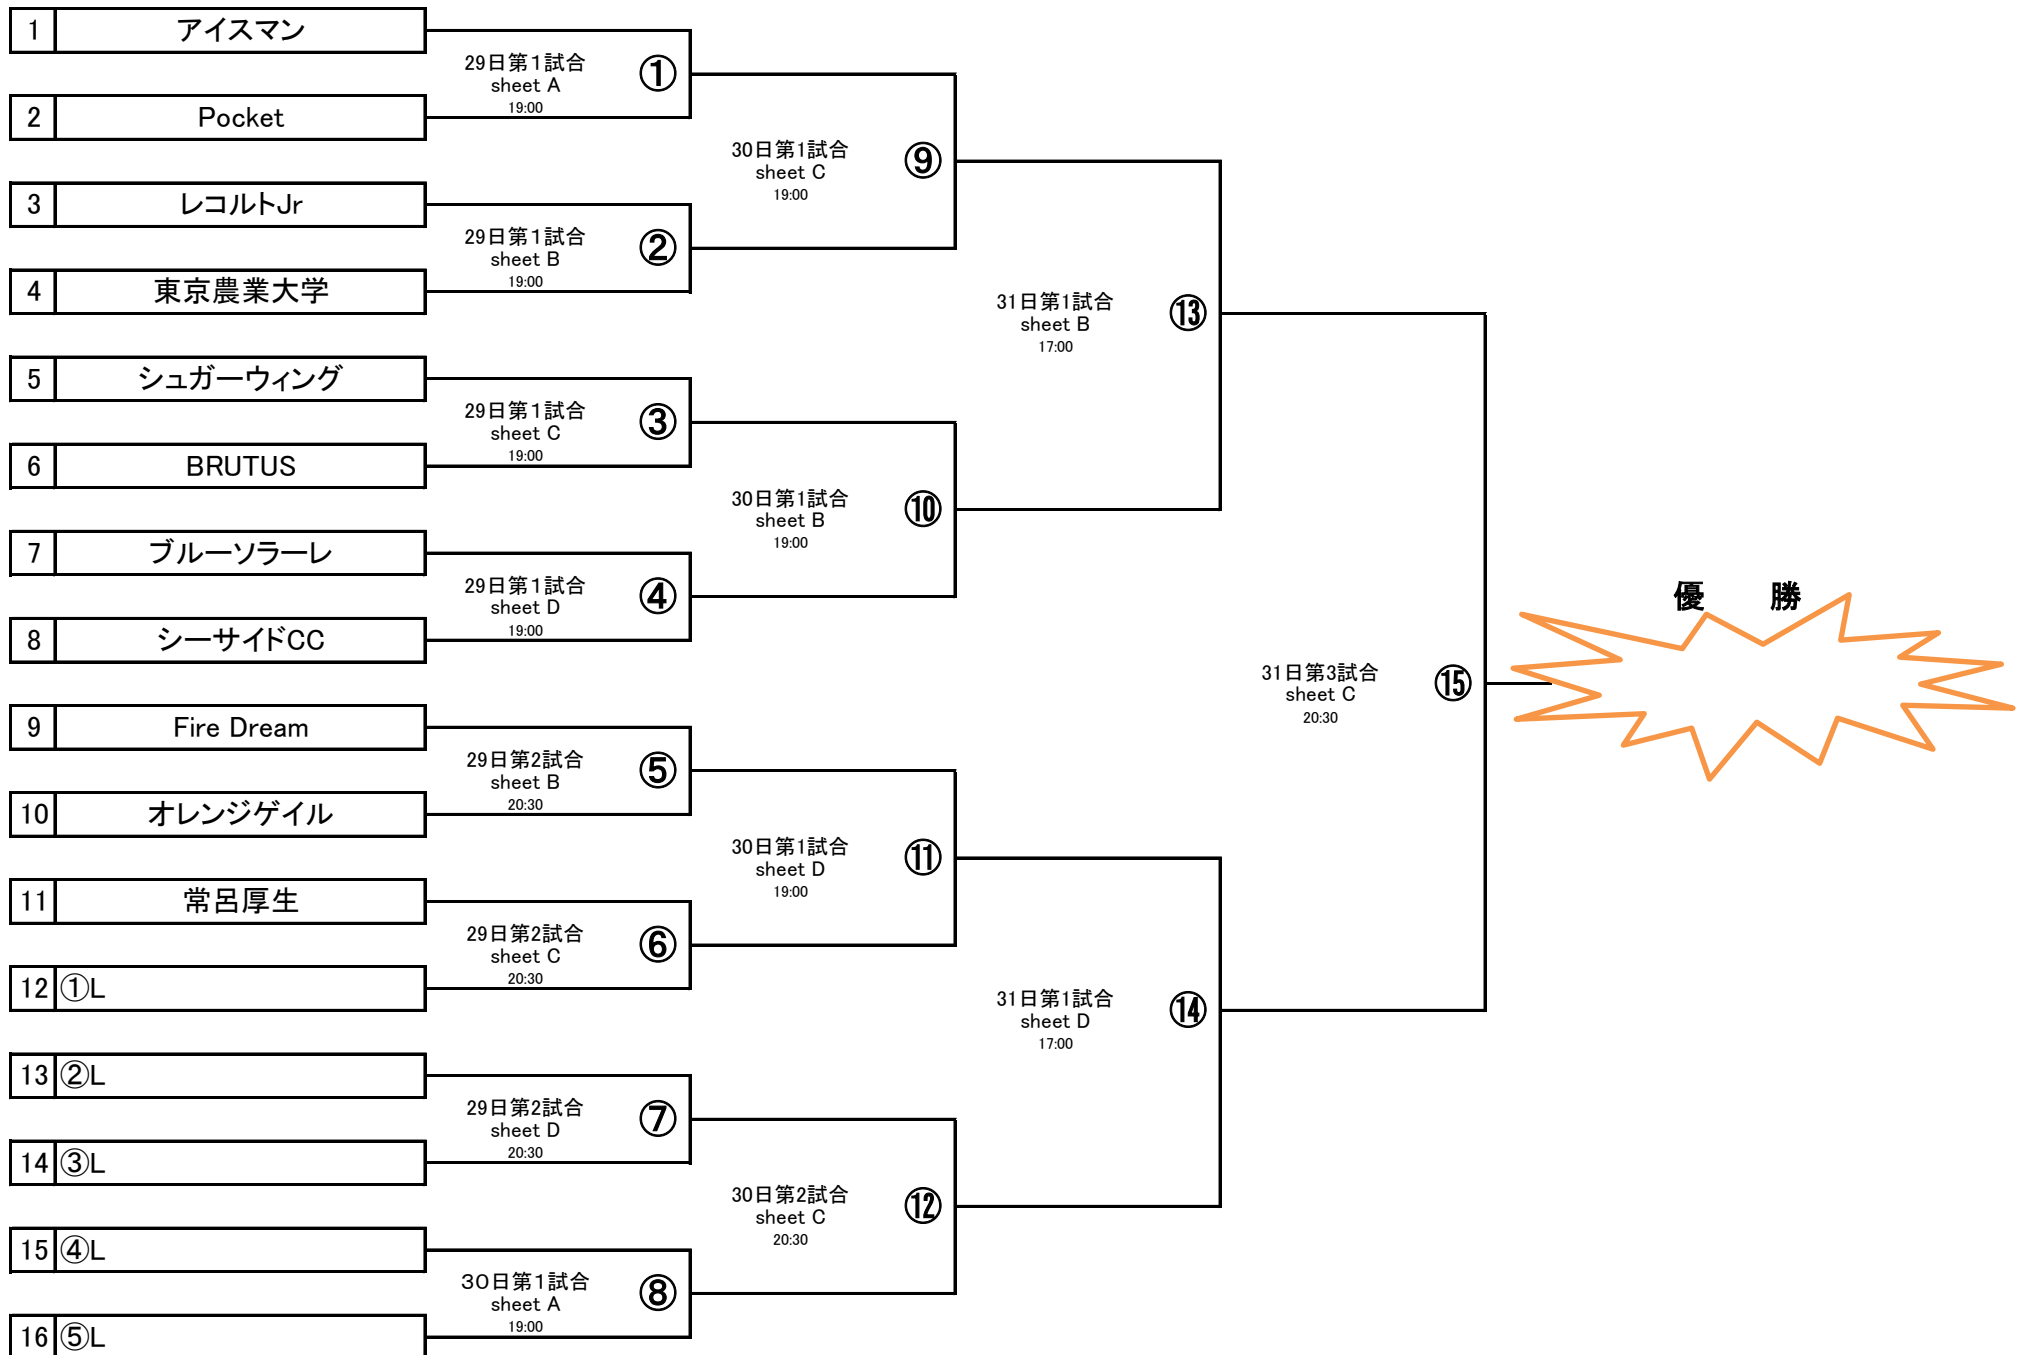 1 アイスマン
29日第1試合
sheet A
19:00
①
2 Pocket
30日第1試合
sheet C
19:00
⑨
3 レコルトJr
29日第1試合
sheet B
19:00
②
4 東京農業大学
31日第1試合
sheet B
17:00
⑬
5 シュガーウィング
29日第1試合
sheet C
19:00
③
6 BRUTUS
30日第1試合
sheet B
19:00
⑩
7 ブルーソラーレ
29日第1試合
sheet D
19:00
④
8 シーサイドCC
優 勝
31日第3試合
sheet C
20:30
⑮
9 Fire Dream
29日第2試合
sheet B
20:30
⑤
10 オレンジゲイル
30日第1試合
sheet D
19:00
⑪
11 常呂厚生
29日第2試合
sheet C
20:30
⑥
12 ①L
31日第1試合
sheet D
17:00
⑭
13 ②L
29日第2試合
sheet D
20:30
⑦
14 ③L
30日第2試合
sheet C
20:30
⑫
15 ④L
30日第1試合
sheet A
19:00
⑧
16 ⑤L